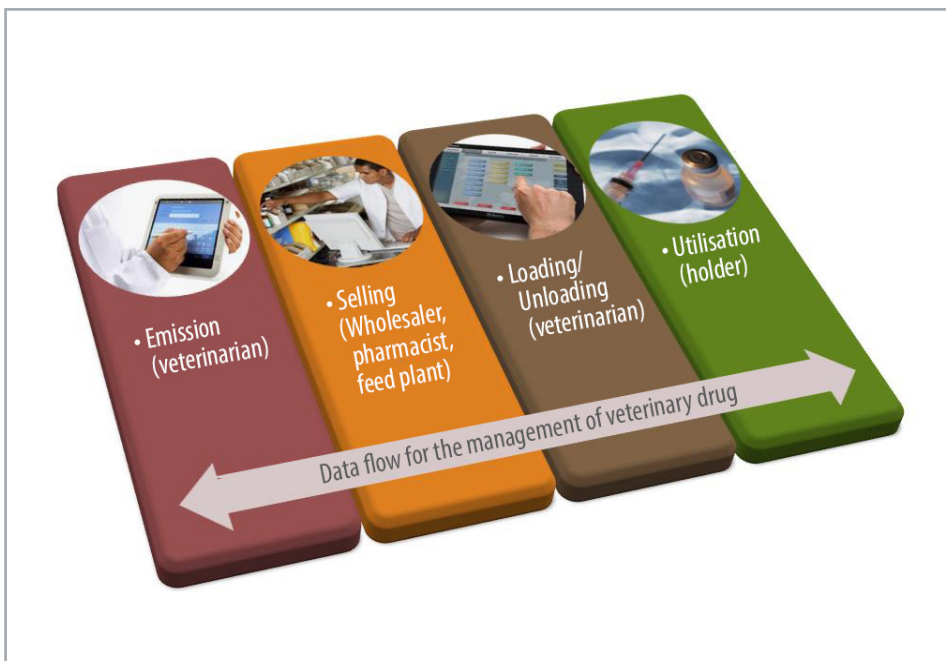 • Emission
(veterinarian)
• Selling
(Wholesaler,
pharmacist,
feed plant)
• Loading/
Unloading
(veterinarian)
• Utilisation
(holder)
Data flow for the management of veterinary drug